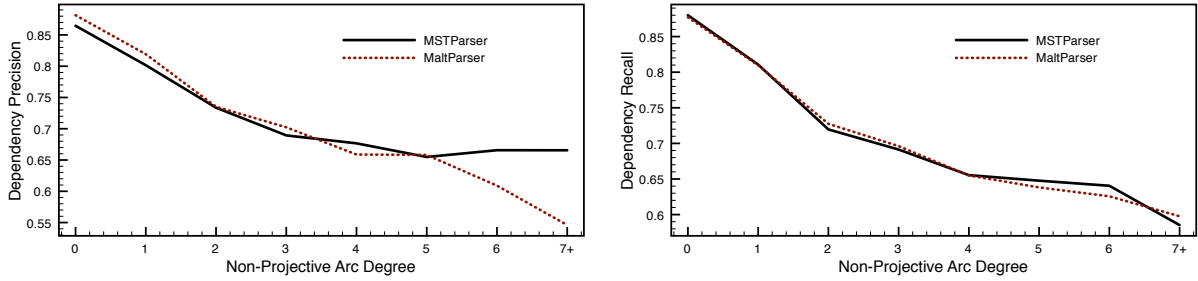 0.85
0.8
0.75
0.7
0.65
0.6
0.55
Dependency Precision
MSTParser
MaltParser
0 1 2 3 4 5 6 7+
Non-Projective Arc Degree
0.85
0.8
0.75
0.7
0.65
0.6
Dependency Recall
MSTParser
MaltParser
0 1 2 3 4 5 6 7+
Non-Projective Arc Degree